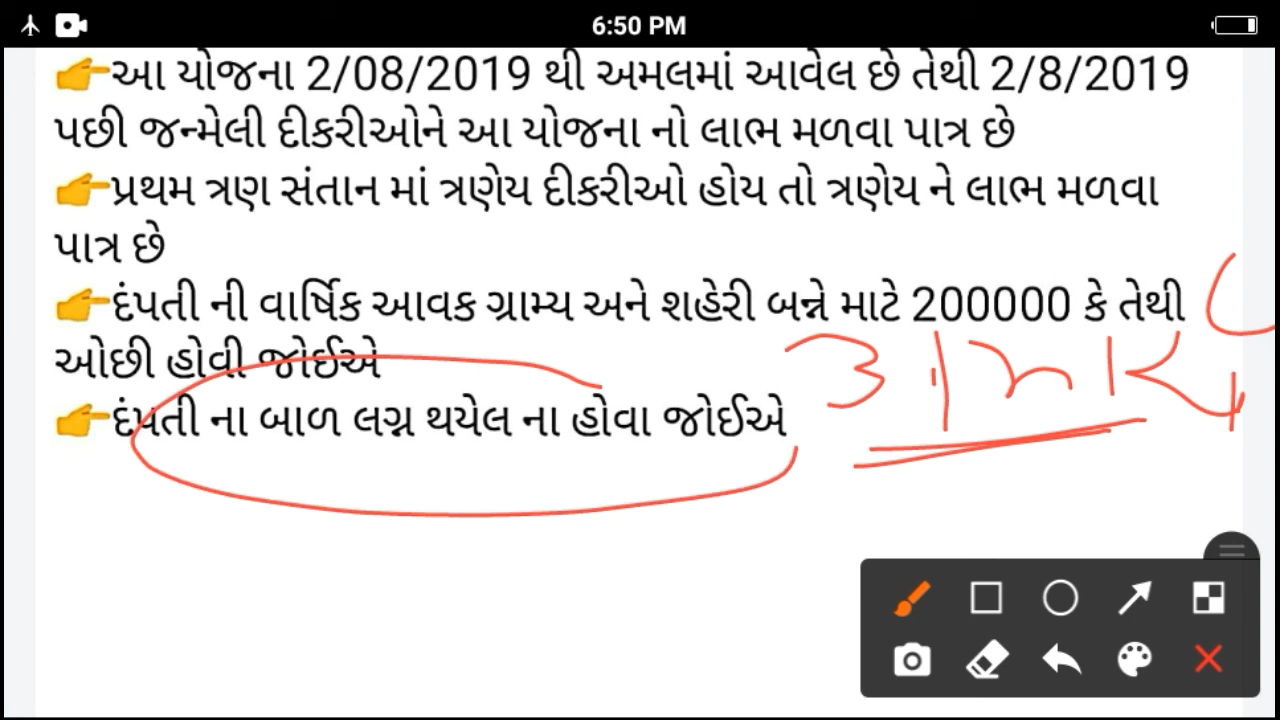 6:50 PM
👉આ યોજના 2/08/2019 થી અમલમાં આવેલ છે તેથી 2/8/2019
પછી જન્મેલી દીકરીઓને આ યોજના નો લાભ મળવા પાત્ર છે
👉પ્રથમ ત્રણ સંતાન માં ત્રણેય દીકરીઓ હોય તો ત્રણેય ને લાભ મળવા
પાત્ર છે
👉દંપતી ની વાર્ષિક આવક ગ્રામ્ય અને શહેરી બન્ને માટે 200000 કે તેથી
ઓછી હોવી જોઈએ
👉દંપતી ના બાળ લગ્ન થયેલ ના હોવા જોઈએ